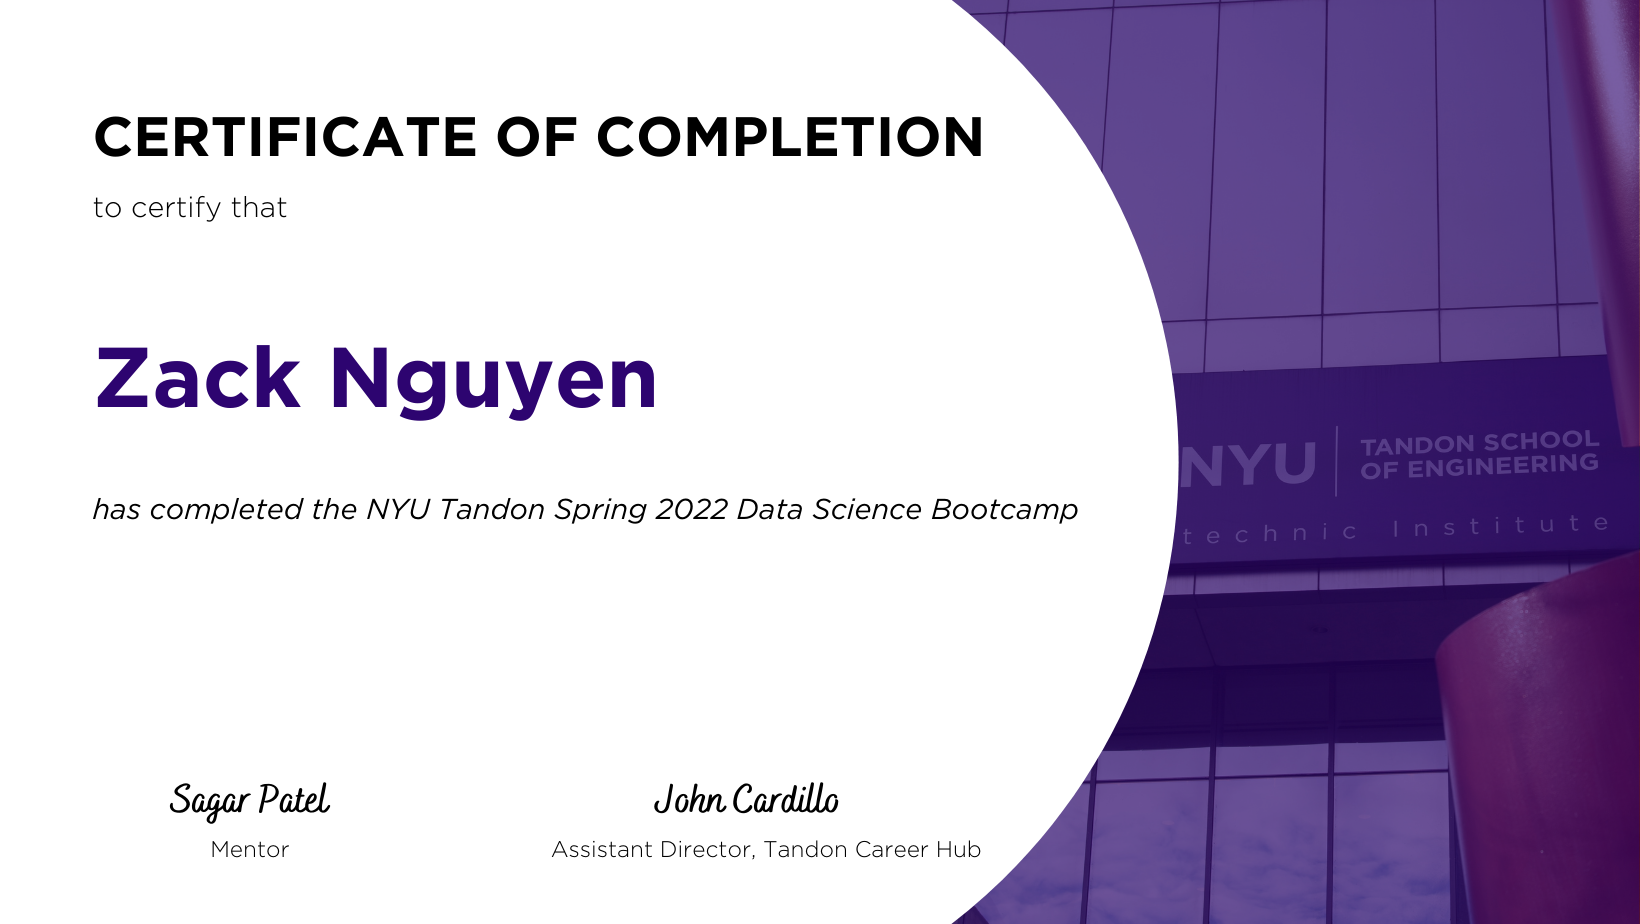 CERTIFICATE OF COMPLETION
to certify that
Zack Nguyen
has completed the NYU Tandon Spring 2022 Data Science Bootcamp
Sagar Patel
Mentor
John Cardillo
Assistant Director, Tandon Career Hub
NYU
TANDON SCHOOL
OF ENGINEERING
technic Institute